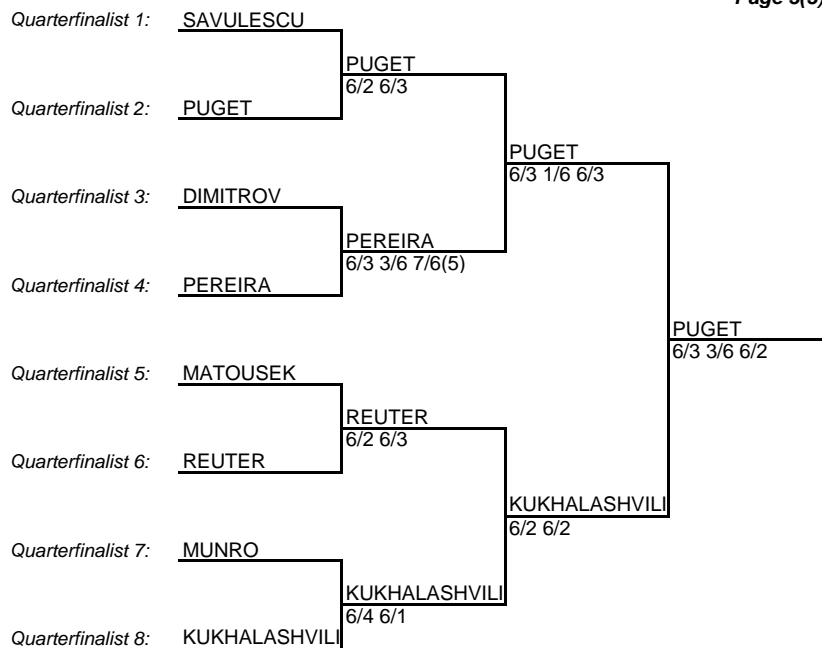 Page 3(3)
Quarterfinalist 1: SAVULESCU
PUGET
6/2 6/3
Quarterfinalist 2: PUGET
PUGET
6/3 1/6 6/3
Quarterfinalist 3: DIMITROV
PEREIRA
6/3 3/6 7/6(5)
Quarterfinalist 4: PEREIRA
PUGET
6/3 3/6 6/2
Quarterfinalist 5: MATOUSEK
REUTER
6/2 6/3
Quarterfinalist 6: REUTER
KUKHALASHVILI
6/2 6/2
Quarterfinalist 7: MUNRO
KUKHALASHVILI
6/4 6/1
Quarterfinalist 8: KUKHALASHVILI